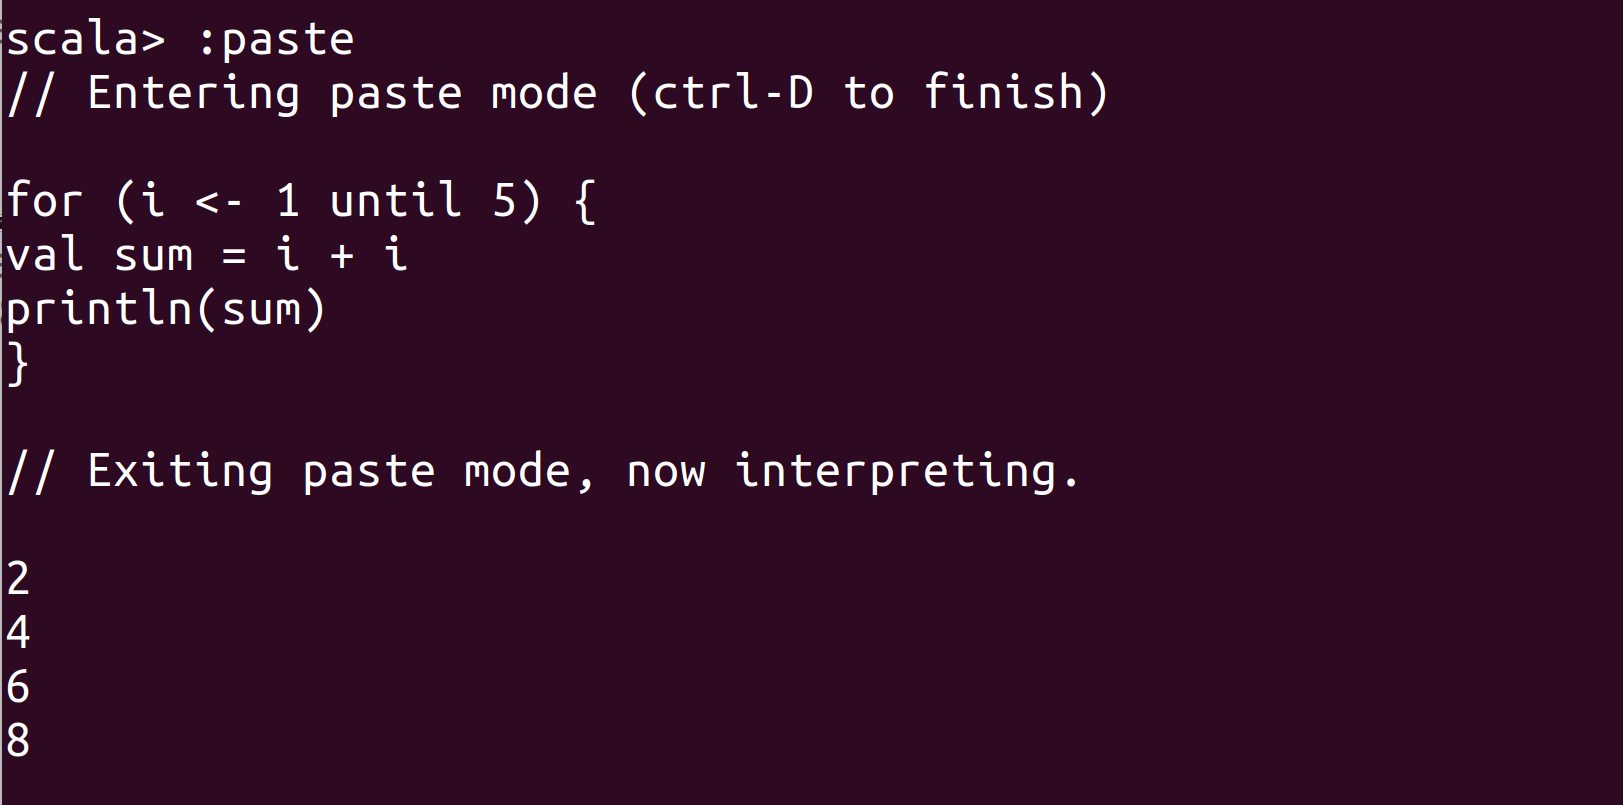 scala> :paste
// Entering paste mode (ctrl-D to finish)
for (i <- 1 until 5) {
val sum = i + i
println(sum)
}
// Exiting paste mode, now interpreting.
2
4
6
8